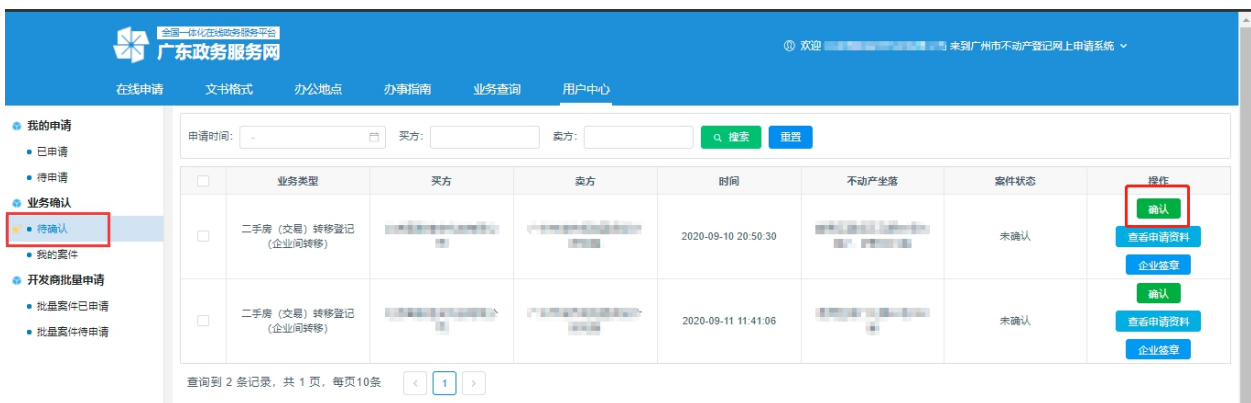 全国一体化在线政务服务平台
广东政务服务网
欢迎 来到广州市不动产登记网上申请系统
在线申请 文书格式 办公地点 办事指南 业务查询 用户中心
我的申请
已申请
待申请
业务确认
待确认
我的案件
开发商批量申请
批量案件已申请
批量案件待申请
申请时间: - 买方: 卖方: 搜索 重置
业务类型 买方 卖方 时间 不动产坐落 案件状态 操作
二手房（交易）转移登记
（企业间转移）
2020-09-10 20:50:30
未确认
确认
查看申请资料
企业签章
二手房（交易）转移登记
（企业间转移）
2020-09-11 11:41:06
未确认
确认
查看申请资料
企业签章
查询到 2 条记录，共 1 页，每页10条 < 1 >